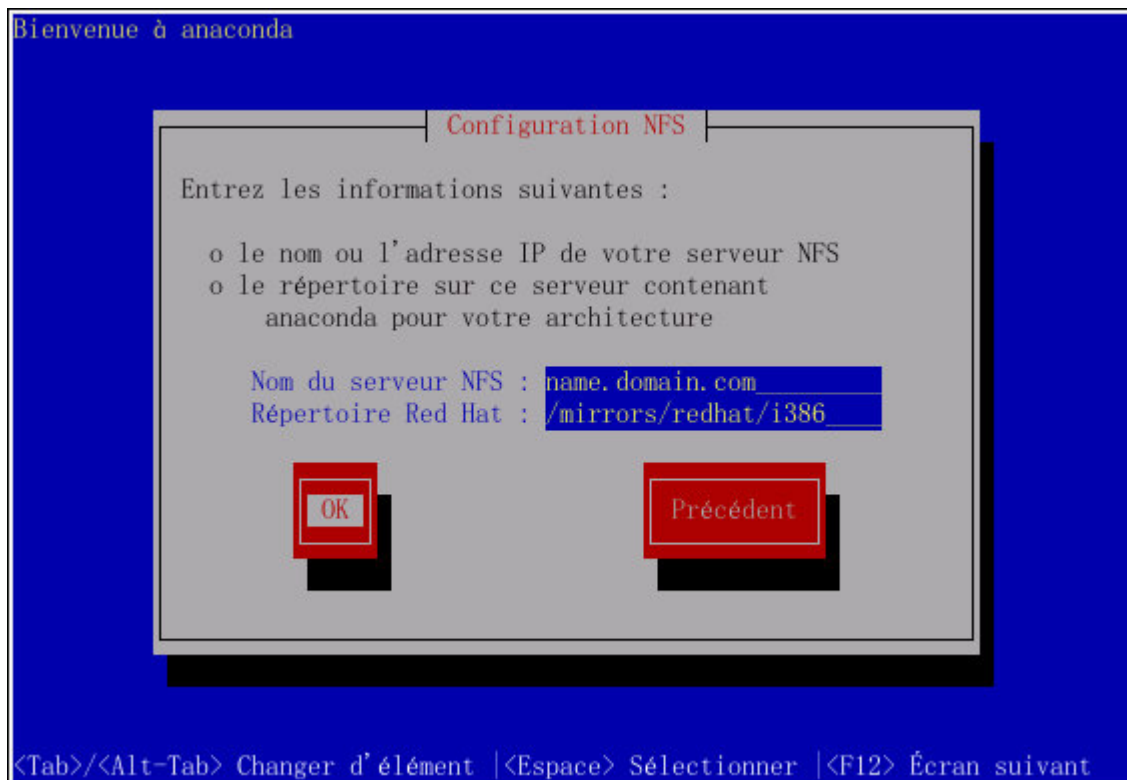 Bienvenue à anaconda
Configuration NFS
Entrez les informations suivantes :
o le nom ou l'adresse IP de votre serveur NFS
o le répertoire sur ce serveur contenant
anaconda pour votre architecture
Nom du serveur NFS : name.domain.com
Répertoire Red Hat : /mirrors/redhat/i386
OK Précédent
<Tab>/<Alt-Tab> Changer d'élément |<Espace> Sélectionner |<F12> Écran suivant